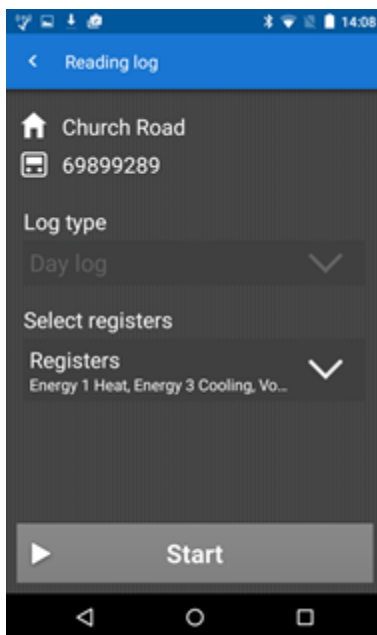 14:08
Reading log
Church Road
69899289
Log type
Day log
Select registers
Registers
Energy 1 Heat, Energy 3 Cooling, Vo...
Start